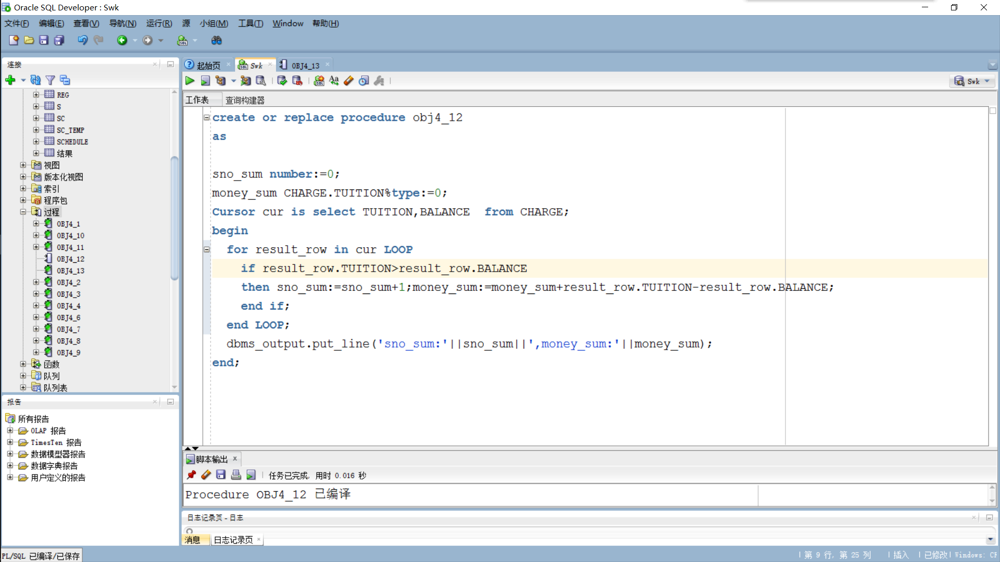 Oracle SQL Developer : Swk
文件(F) 编辑(E) 查看(V) 导航(N) 运行(R) 源 小组(M) 工具(T) Window 帮助(H)
连接
REG
S
SC
SC_TEMP
SCHEDULE
结果
视图
版本化视图
索引
程序包
过程
OBJ4_1
OBJ4_10
OBJ4_11
OBJ4_12
OBJ4_13
OBJ4_2
OBJ4_3
OBJ4_4
OBJ4_6
OBJ4_7
OBJ4_8
OBJ4_9
函数
队列
队列表
报告
所有报告
OLAP 报告
TimesTen 报告
数据模型器报告
数据字典报告
用户定义的报告
起始页 Swk OBJ4_13
Swk
工作表 查询构建器
create or replace procedure obj4_12
as
sno_sum number:=0;
money_sum CHARGE.TUITION%type:=0;
Cursor cur is select TUITION,BALANCE  from CHARGE;
begin
for result_row in cur LOOP
if result_row.TUITION>result_row.BALANCE
then sno_sum:=sno_sum+1;money_sum:=money_sum+result_row.TUITION-result_row.BALANCE;
end if;
end LOOP;
dbms_output.put_line('sno_sum:'||sno_sum||',money_sum:'||money_sum);
end;
脚本输出
任务已完成, 用时 0.016 秒
Procedure OBJ4_12 已编译
日志记录页 - 日志
消息 日志记录页
PL/SQL 已编译/已保存
第 9 行, 第 25 列 插入 已修改 Windows: